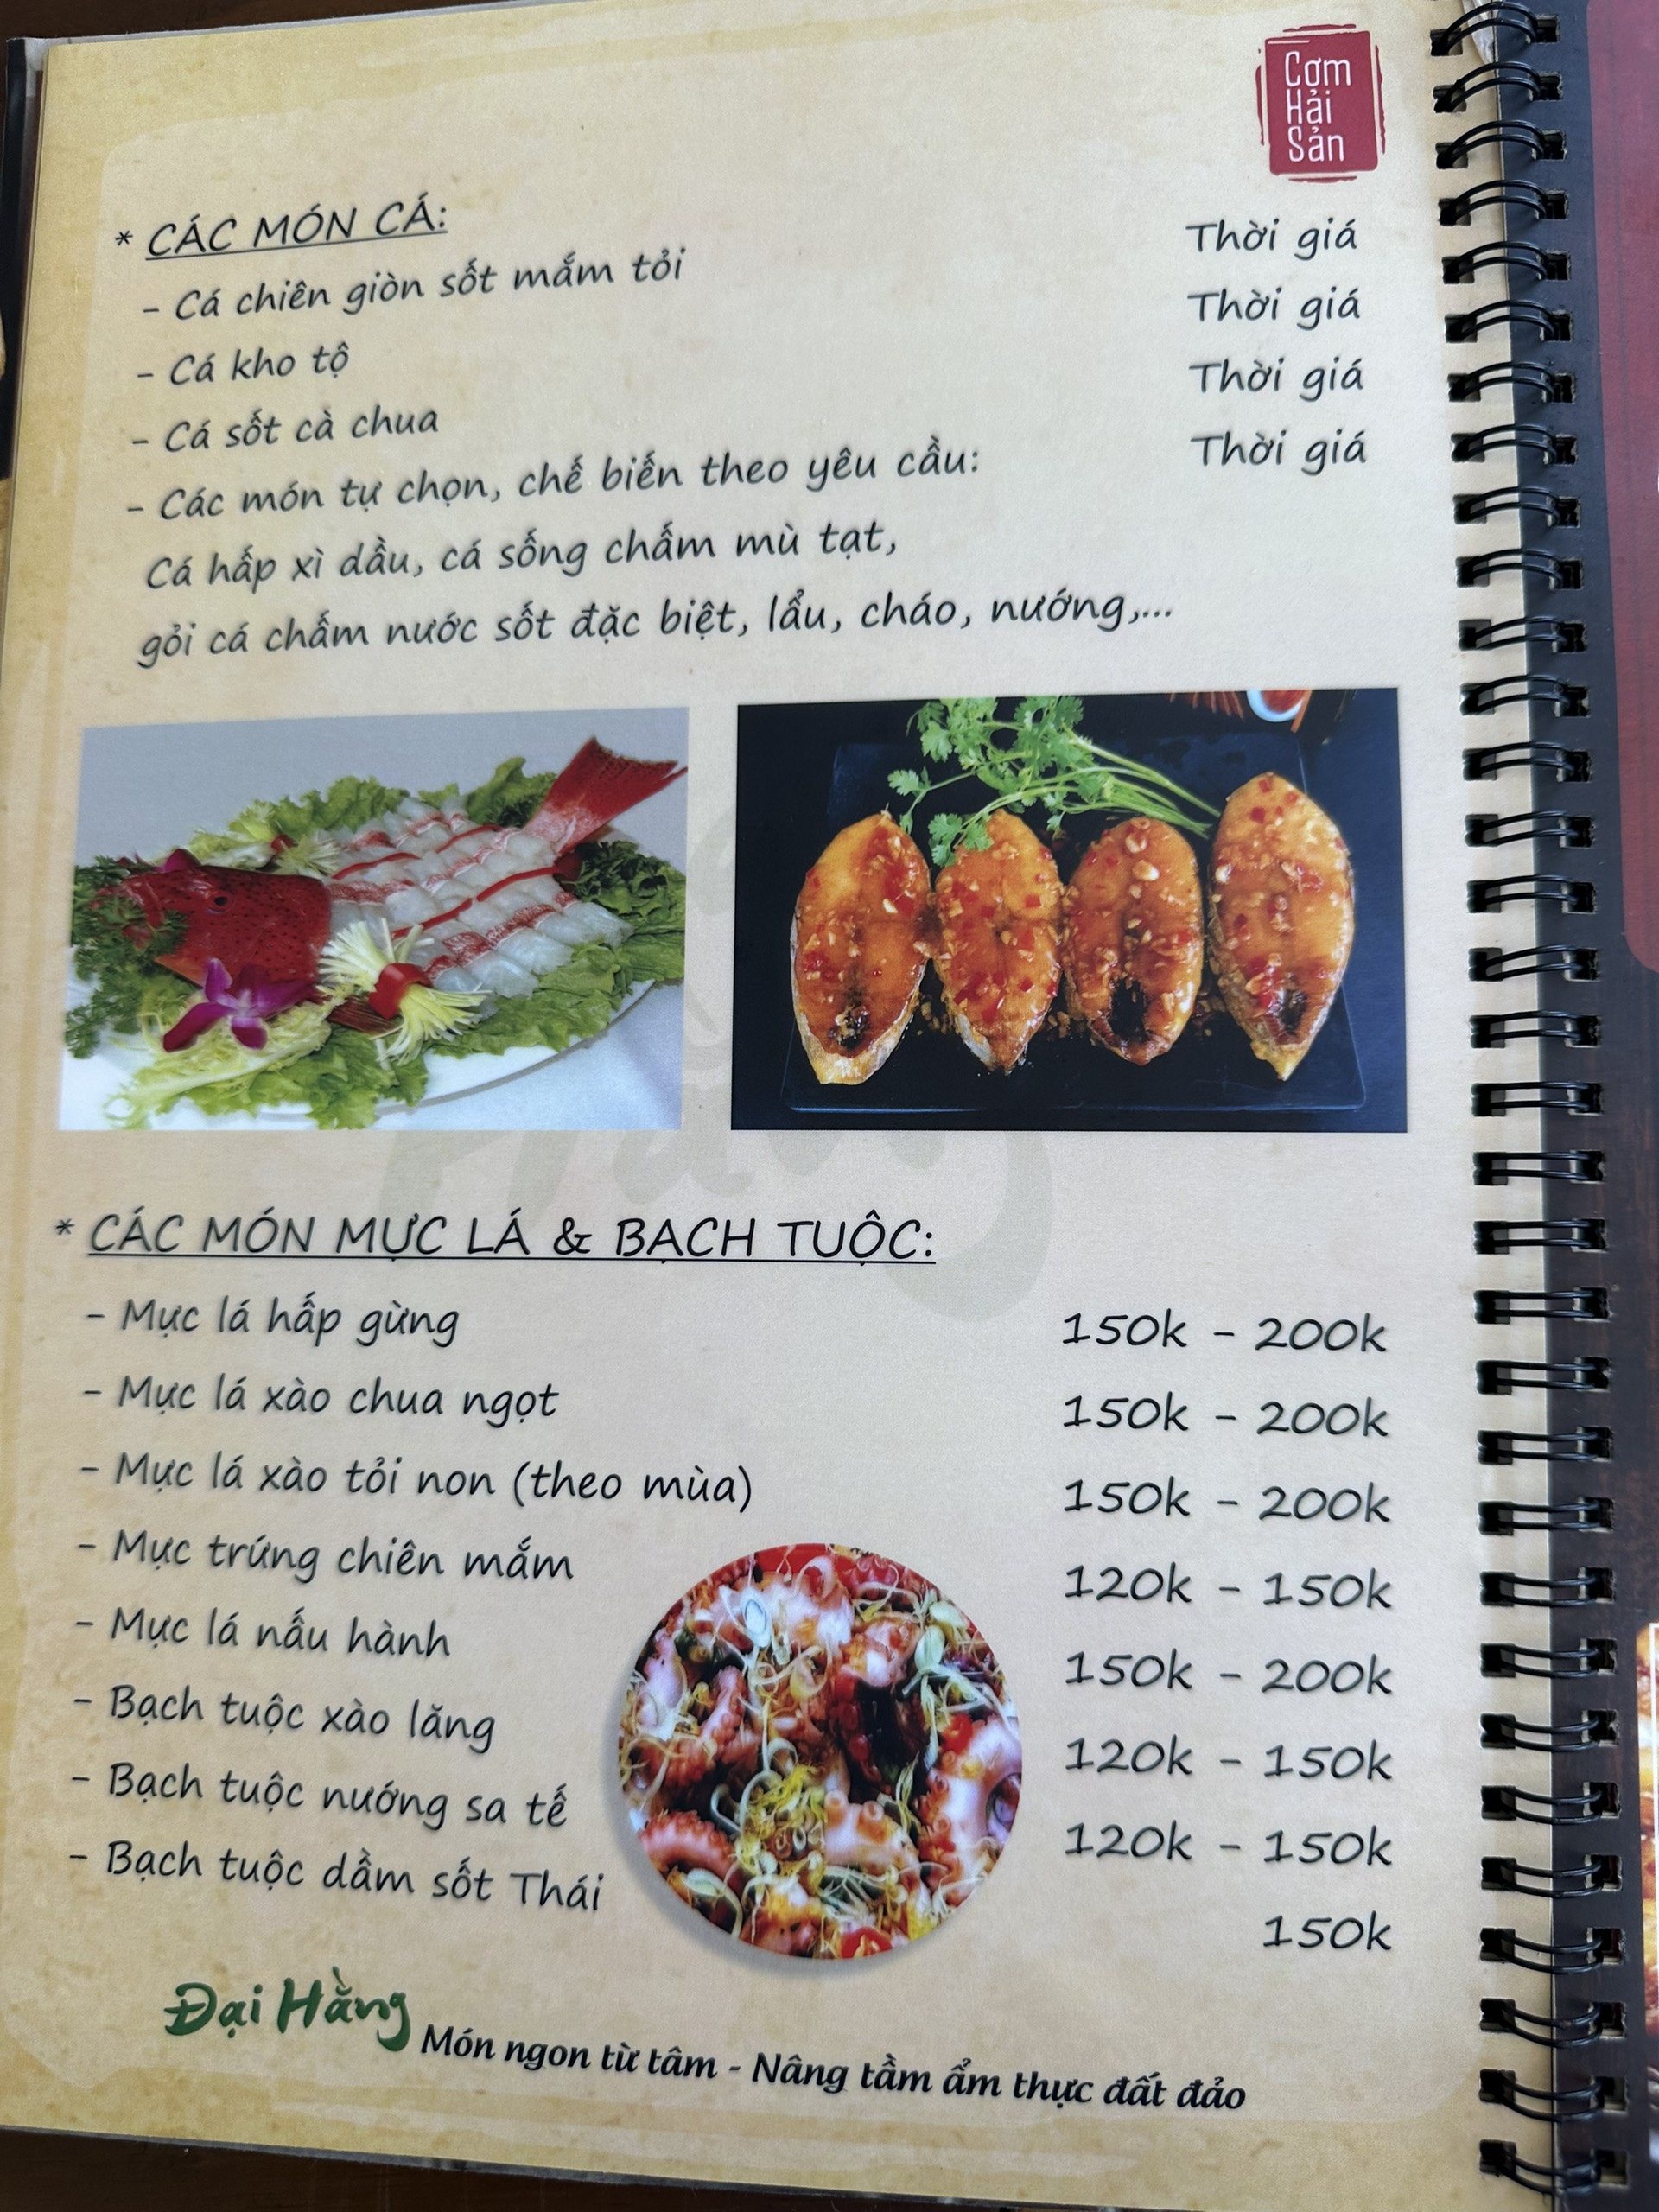 Cơm
Hải
Sản
* CÁC MÓN CÁ:
- Cá chiên giòn sốt mắm tỏi Thời giá
- Cá kho tộ Thời giá
- Cá sốt cà chua Thời giá
- Các món tự chọn, chế biến theo yêu cầu: Thời giá
Cá hấp xì dầu, cá sống chấm mù tạt,
gỏi cá chấm nước sốt đặc biệt, lẩu, cháo, nướng,...
* CÁC MÓN MỰC LÁ & BẠCH TUỘC:
- Mực lá hấp gừng 150k - 200k
- Mực lá xào chua ngọt 150k - 200k
- Mực lá xào tỏi non (theo mùa) 150k - 200k
- Mực trứng chiên mắm 120k - 150k
- Mực lá nấu hành 150k - 200k
- Bạch tuộc xào lăng 120k - 150k
- Bạch tuộc nướng sa tế 120k - 150k
- Bạch tuộc dầm sốt Thái 150k
Đại Hằng Món ngon từ tâm - Nâng tầm ẩm thực đất đảo